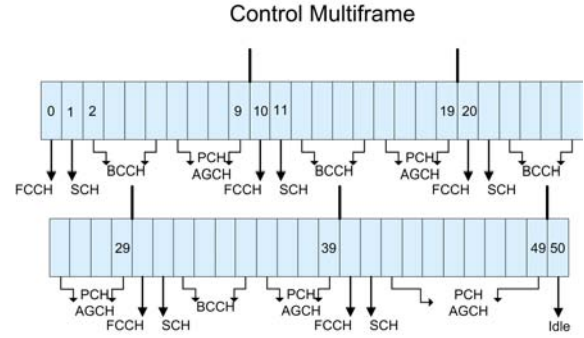 Control Multiframe
0 1 2 9 10 11 19 20
BCCH PCH BCCH PCH BCCH
AGCH AGCH
FCCH SCH FCCH SCH FCCH SCH
29 39 49 50
PCH BCCH PCH PCH
AGCH AGCH AGCH
FCCH SCH FCCH SCH Idle